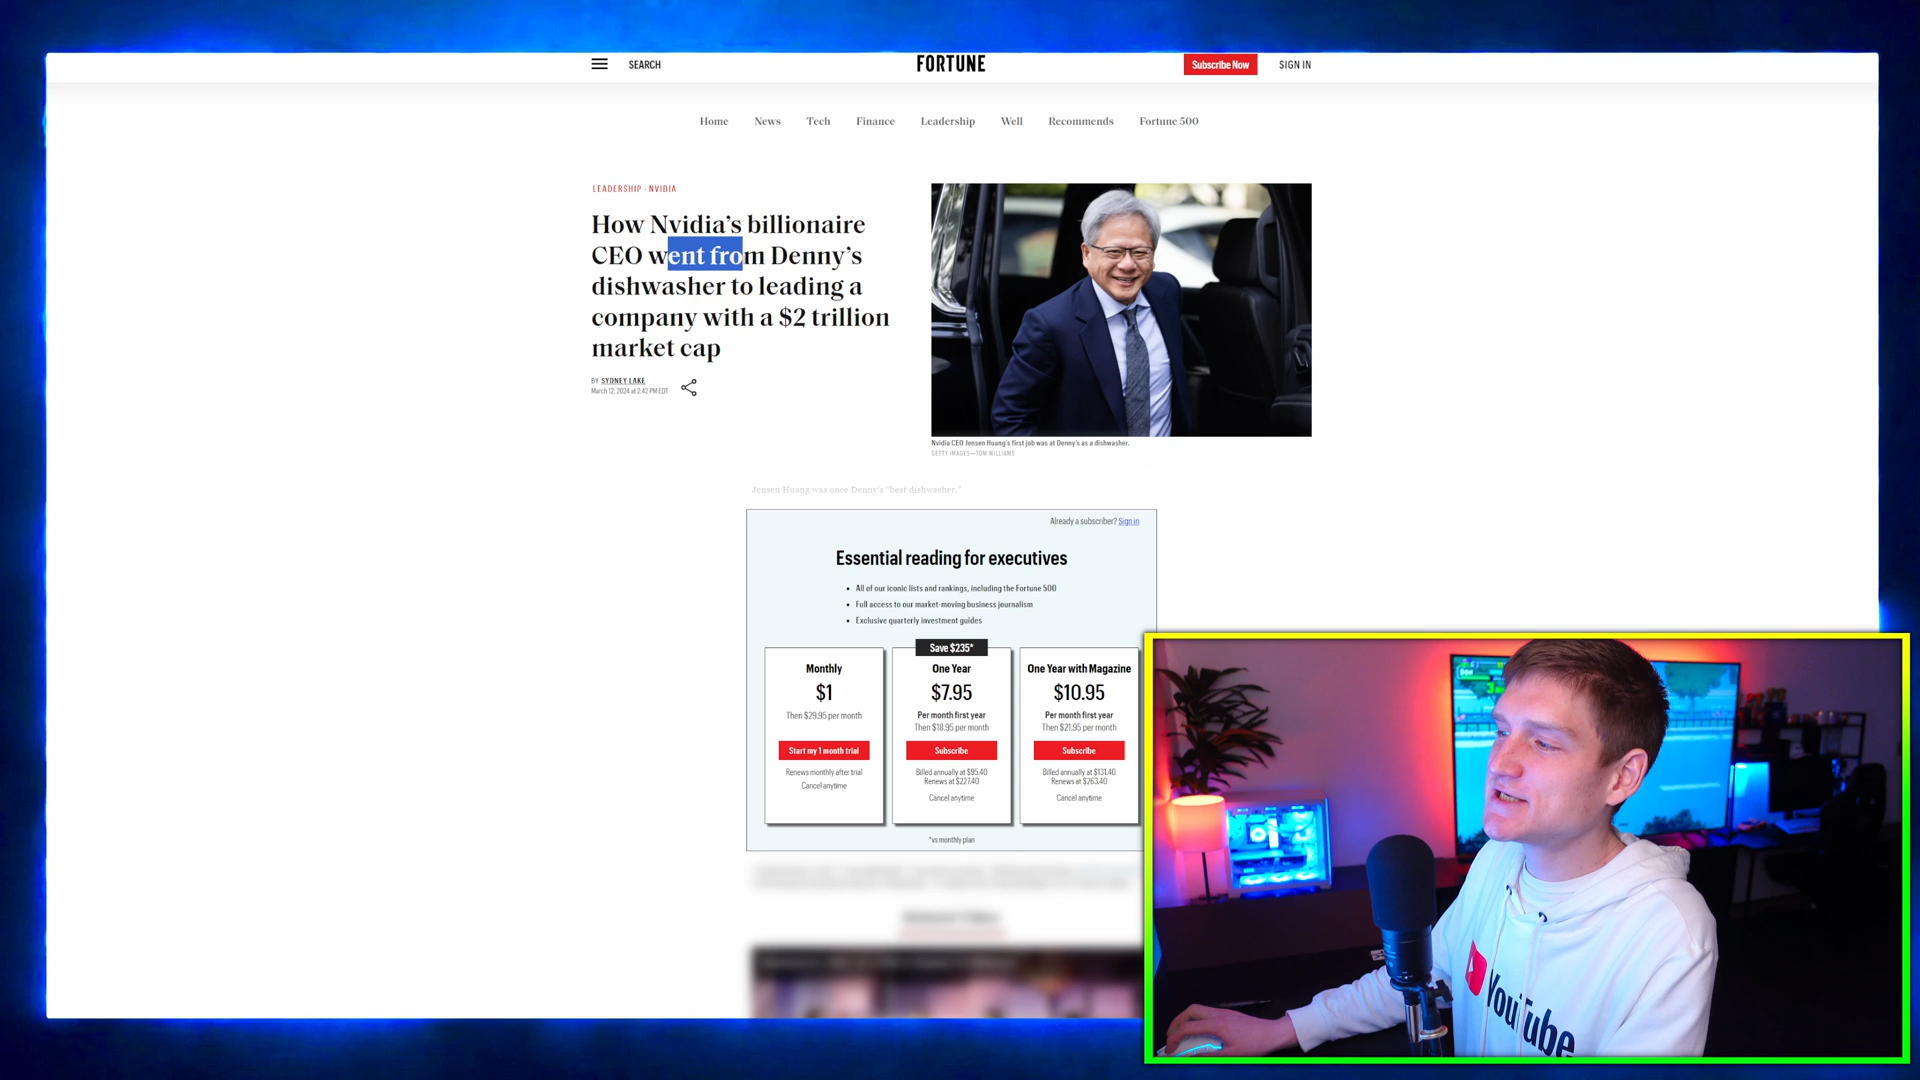 SEARCH
FORTUNE
Subscribe Now
SIGN IN
Home
News
Tech
Finance
Leadership
Well
Recommends
Fortune 500
LEADERSHIP · NVIDIA
How Nvidia’s billionaire
CEO went from Denny’s
dishwasher to leading a
company with a $2 trillion
market cap
BY SYDNEY LAKE
March 12, 2024 at 2:42 PM EDT
Nvidia CEO Jensen Huang's first job was at Denny's as a dishwasher.
GETTY IMAGES—TOM WILLIAMS
Jensen Huang was once Denny's "best dishwasher."
Already a subscriber? Sign in
Essential reading for executives
• All of our iconic lists and rankings, including the Fortune 500
• Full access to our market-moving business journalism
• Exclusive quarterly investment guides
Save $235*
Monthly
$1
Then $29.95 per month
Start my 1 month trial
Renews monthly after trial
Cancel anytime
One Year
$7.95
Per month first year
Then $18.95 per month
Subscribe
Billed annually at $95.40
Renews at $227.40
Cancel anytime
One Year with Magazine
$10.95
Per month first year
Then $21.95 per month
Subscribe
Billed annually at $131.40
Renews at $263.40
Cancel anytime
*vs monthly plan
YouTube